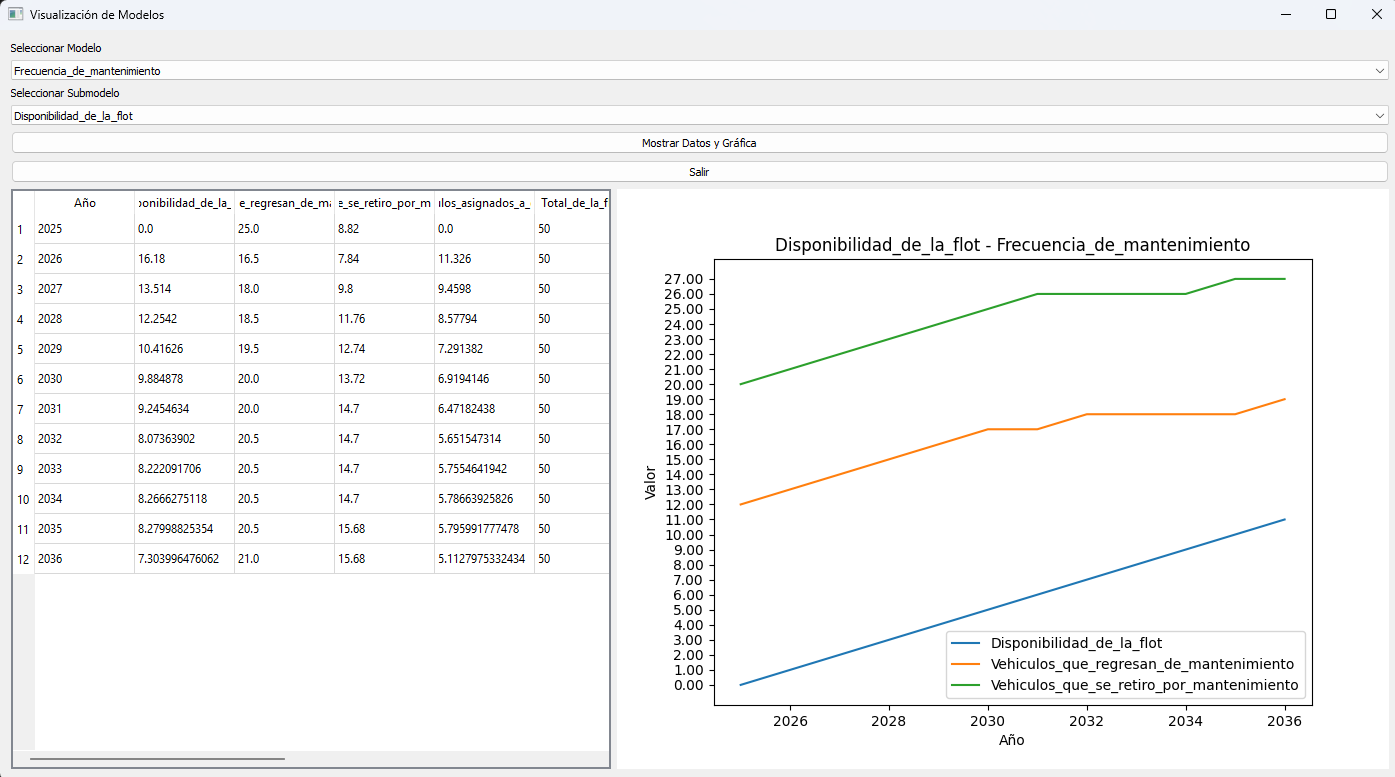 Visualización de Modelos
Seleccionar Modelo
Frecuencia_de_mantenimiento
Seleccionar Submodelo
Disponibilidad_de_la_flot
Mostrar Datos y Gráfica
Salir
Año ponibilidad_de_la_ e_regresan_de_ma e_se_retiro_por_m ulos_asignados_a_ Total_de_la_f
1 2025 0.0 25.0 8.82 0.0 50
2 2026 16.18 16.5 7.84 11.326 50
3 2027 13.514 18.0 9.8 9.4598 50
4 2028 12.2542 18.5 11.76 8.57794 50
5 2029 10.41626 19.5 12.74 7.291382 50
6 2030 9.884878 20.0 13.72 6.9194146 50
7 2031 9.2454634 20.0 14.7 6.47182438 50
8 2032 8.07363902 20.5 14.7 5.651547314 50
9 2033 8.222091706 20.5 14.7 5.7554641942 50
10 2034 8.2666275118 20.5 14.7 5.78663925826 50
11 2035 8.27998825354 20.5 15.68 5.795991777478 50
12 2036 7.303996476062 21.0 15.68 5.1127975332434 50
Disponibilidad_de_la_flot - Frecuencia_de_mantenimiento
27.00
26.00
25.00
24.00
23.00
22.00
21.00
20.00
19.00
18.00
17.00
16.00
15.00
14.00
13.00
12.00
11.00
10.00
9.00
8.00
7.00
6.00
5.00
4.00
3.00
2.00
1.00
0.00
Valor
Disponibilidad_de_la_flot
Vehiculos_que_regresan_de_mantenimiento
Vehiculos_que_se_retiro_por_mantenimiento
2026 2028 2030 2032 2034 2036
Año